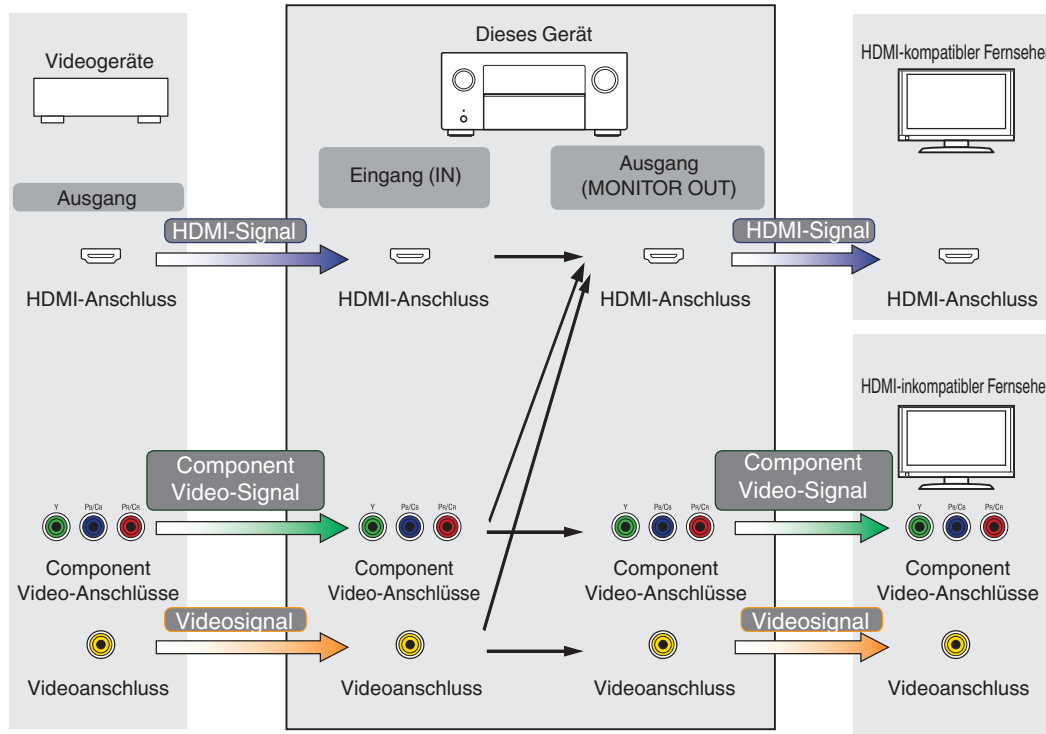 Dieses Gerät
Videogeräte
HDMI-kompatibler Fernsehe
Eingang (IN)
Ausgang
(MONITOR OUT)
Ausgang
HDMI-Signal
HDMI-Signal
HDMI-Anschluss
HDMI-Anschluss
HDMI-Anschluss
HDMI-Anschluss
HDMI-inkompatibler Fernsehe
Component
Video-Signal
Component
Video-Signal
Y PB/CB PR/CR
Y PB/CB PR/CR
Y PB/CB PR/CR
Y PB/CB PR/CR
Component
Video-Anschlüsse
Component
Video-Anschlüsse
Component
Video-Anschlüsse
Component
Video-Anschlüsse
Videosignal
Videosignal
Videoanschluss
Videoanschluss
Videoanschluss
Videoanschluss